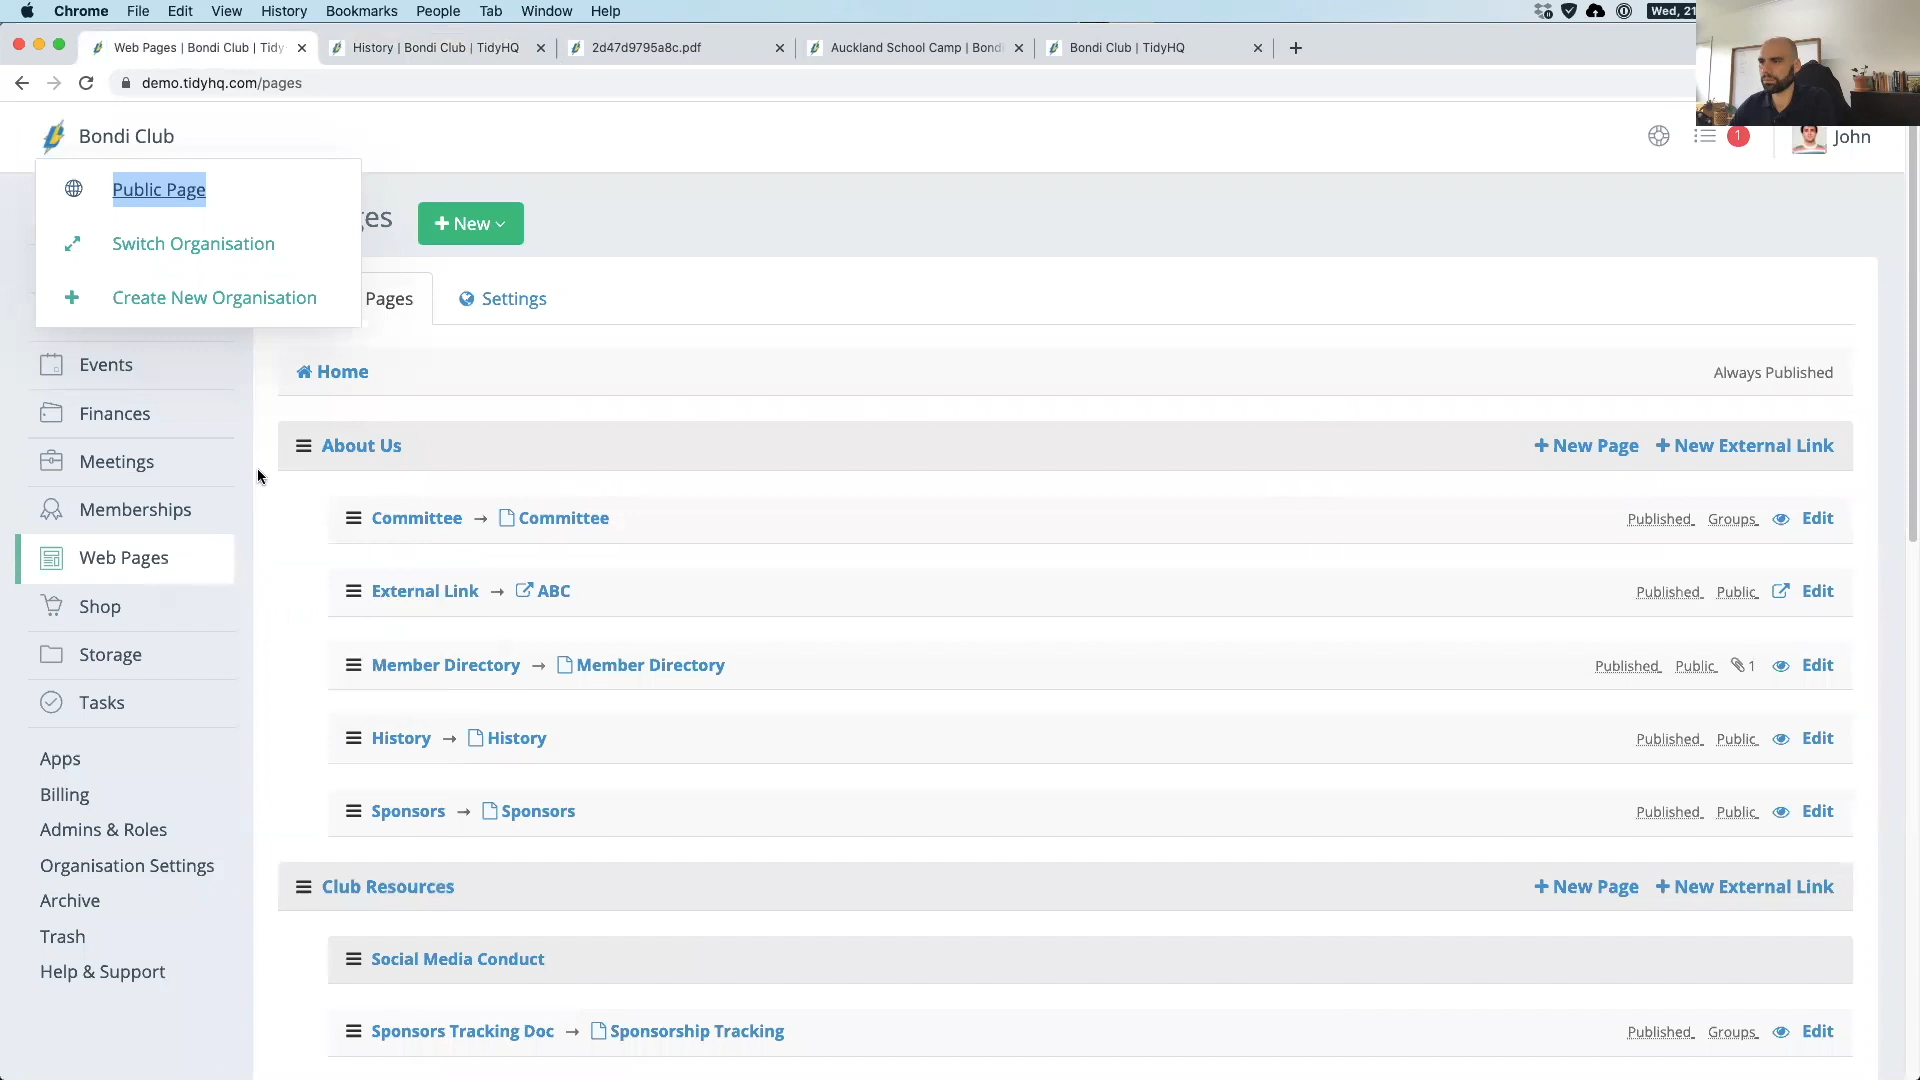 Chrome File Edit View History Bookmarks People Tab Window Help Wed, 21
Web Pages | Bondi Club | Tidy History | Bondi Club | TidyHQ 2d47d9795a8c.pdf Auckland School Camp | Bondi Bondi Club | TidyHQ
demo.tidyhq.com/pages
Bondi Club 1 John
Public Page
Switch Organisation
Create New Organisation
ges + New
Pages Settings
Events
Finances
Meetings
Memberships
Web Pages
Shop
Storage
Tasks
Apps
Billing
Admins & Roles
Organisation Settings
Archive
Trash
Help & Support
Home Always Published
About Us + New Page + New External Link
Committee → Committee Published Groups Edit
External Link → ABC Published Public Edit
Member Directory → Member Directory Published Public 1 Edit
History → History Published Public Edit
Sponsors → Sponsors Published Public Edit
Club Resources + New Page + New External Link
Social Media Conduct
Sponsors Tracking Doc → Sponsorship Tracking Published Groups Edit